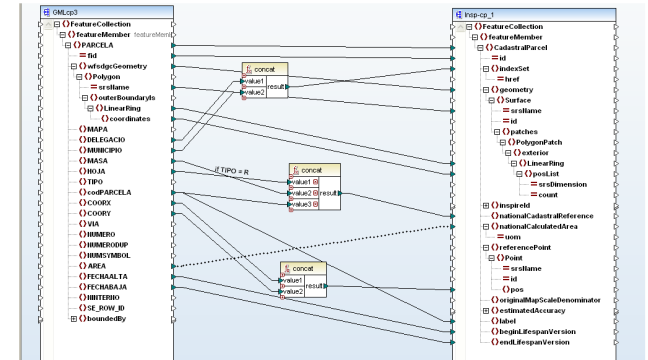 GMLcp3
FeatureCollection
featureMember featureMemb
PARCELA
fid
wfsdgcGeometry
Polygon
srsName
outerBoundaryIs
LinearRing
coordinates
MAPA
DELEGACIO
MUNICIPIO
MASA
HOJA
TIPO
codPARCELA
COORX
COORY
VIA
NUMERO
NUMERODUP
NUMSYMBOL
AREA
FECHAALTA
FECHABAJA
NINTERNO
SE_ROW_ID
boundedBy
concat
value1
value2
result
if TIPO = R
concat
value1
value2 result
value3
concat
value1
value2
result
Insp-cp_1
FeatureCollection
featureMember
CadastralParcel
id
indexSet
href
geometry
Surface
srsName
id
patches
PolygonPatch
exterior
LinearRing
posList
srsDimension
count
inspireId
nationalCadastralReference
nationalCalculatedArea
uom
referencePoint
Point
srsName
id
pos
originalMapScaleDenominator
estimatedAccuracy
label
beginLifespanVersion
endLifespanVersion